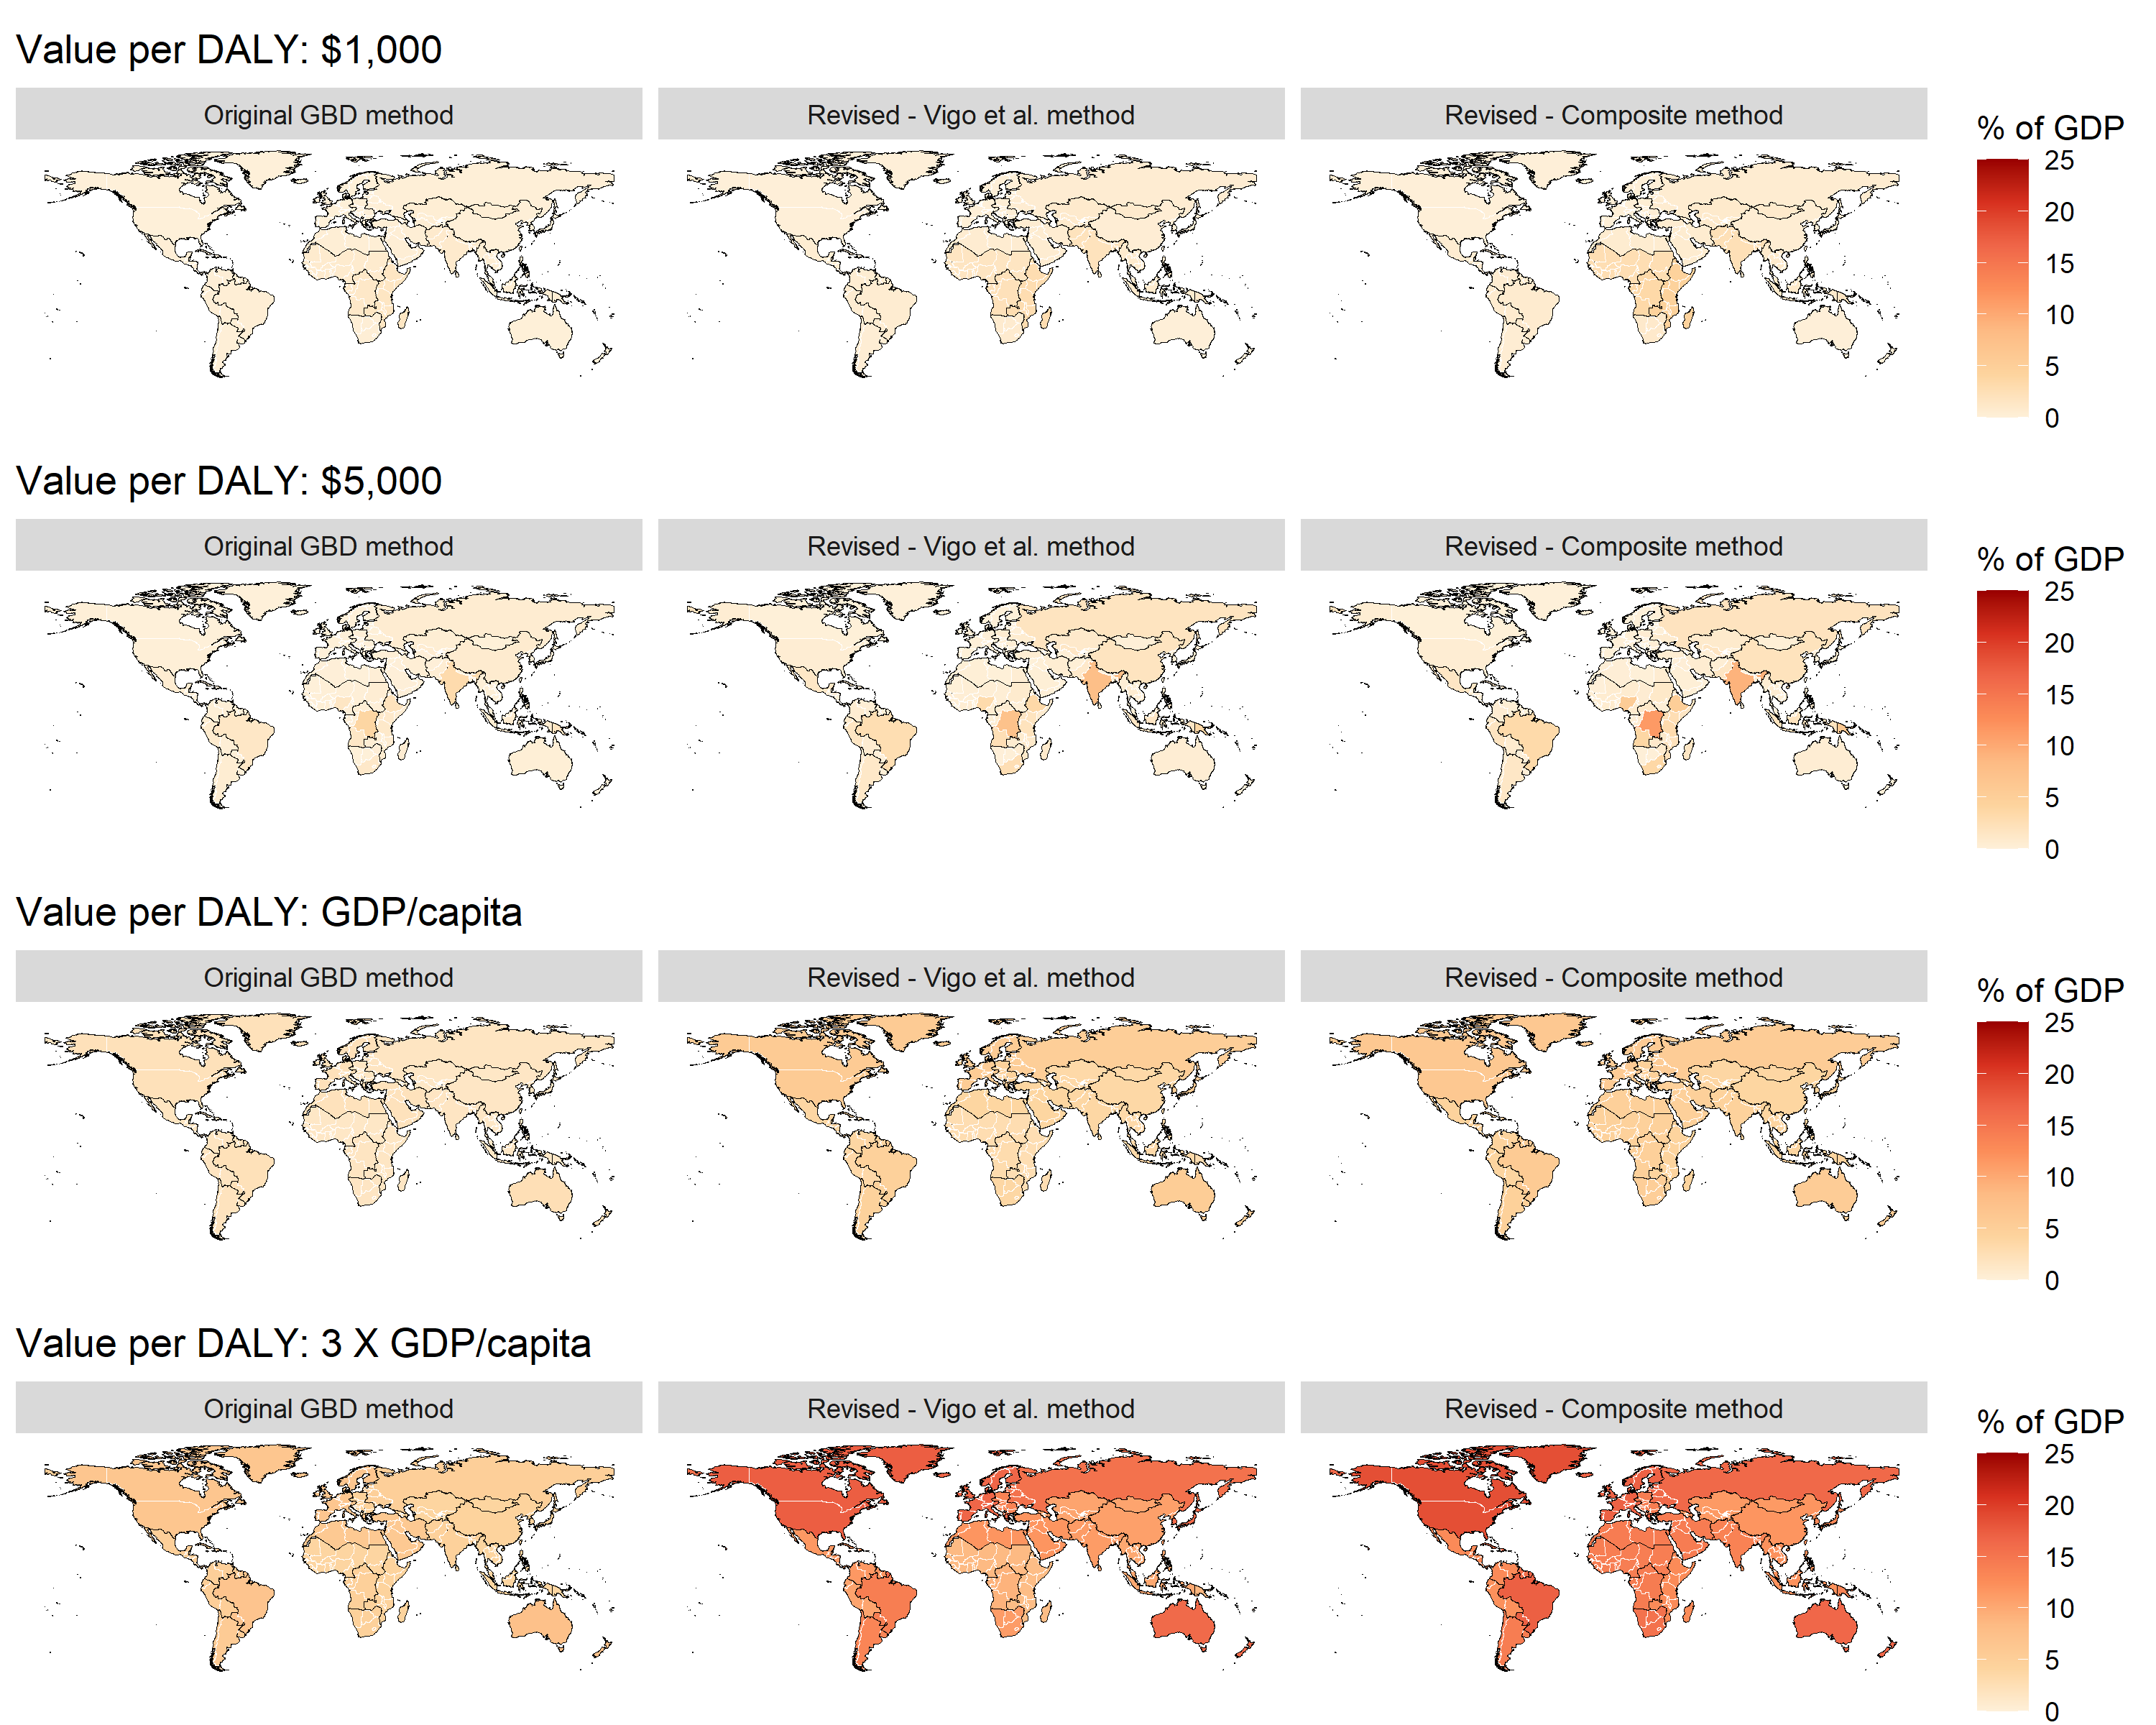 Value per DALY: $1,000
Original GBD method
Revised - Vigo et al. method
Revised - Composite method
% of GDP
25
20
15
10
5
0
Value per DALY: $5,000
Original GBD method
Revised - Vigo et al. method
Revised - Composite method
% of GDP
25
20
15
10
5
0
Value per DALY: GDP/capita
Original GBD method
Revised - Vigo et al. method
Revised - Composite method
% of GDP
25
20
15
10
5
0
Value per DALY: 3 X GDP/capita
Original GBD method
Revised - Vigo et al. method
Revised - Composite method
% of GDP
25
20
15
10
5
0